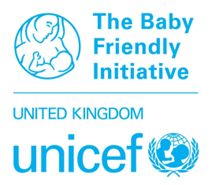 The Baby
Friendly
Initiative
UNITED KINGDOM
unicef